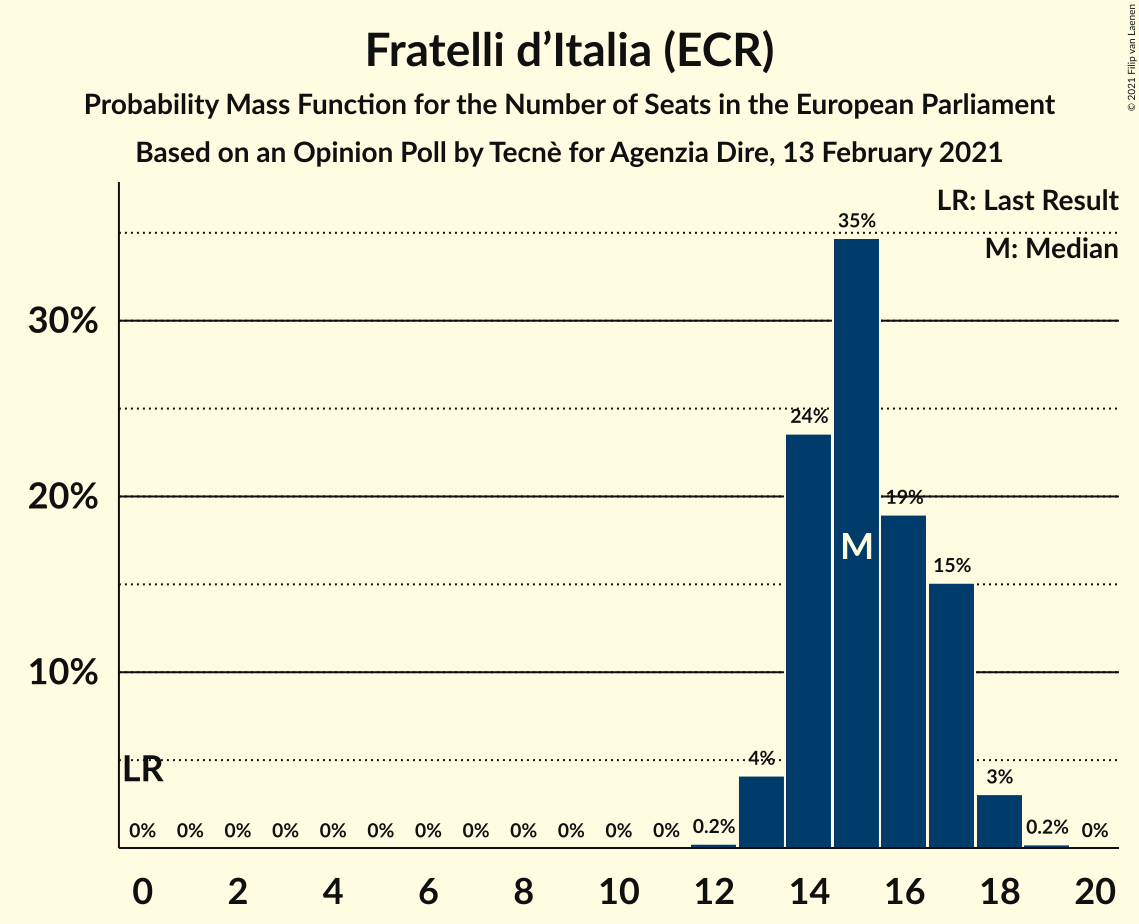 Fratelli d’Italia (ECR)
Probability Mass Function for the Number of Seats in the European Parliament
Based on an Opinion Poll by Tecnè for Agenzia Dire, 13 February 2021
© 2021 Filip van Laenen
LR: Last Result
M: Median
35%
30%
24%
20%
19%
M
15%
10%
LR
4%
3%
0% 0% 0% 0% 0% 0% 0% 0% 0% 0% 0% 0% 0.2% 0.2% 0%
0 2 4 6 8 10 12 14 16 18 20